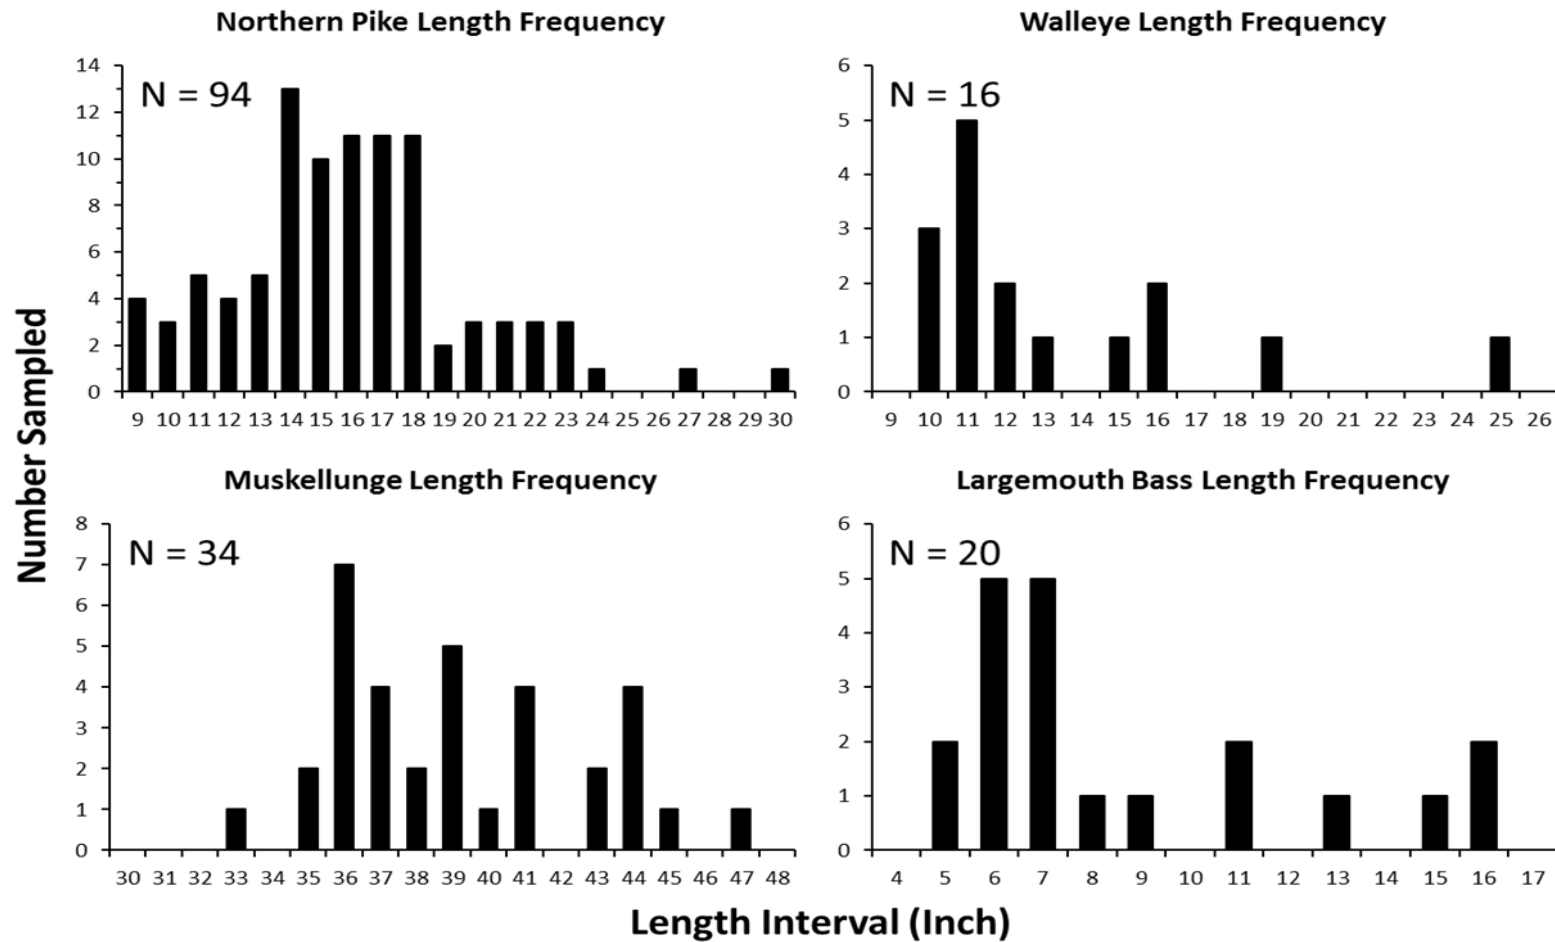 Northern Pike Length Frequency
N = 94
14
12
10
8
6
4
2
0
9 10 11 12 13 14 15 16 17 18 19 20 21 22 23 24 25 26 27 28 29 30
Walleye Length Frequency
N = 16
6
5
4
3
2
1
0
9 10 11 12 13 14 15 16 17 18 19 20 21 22 23 24 25 26
Number Sampled
Muskellunge Length Frequency
N = 34
8
7
6
5
4
3
2
1
0
30 31 32 33 34 35 36 37 38 39 40 41 42 43 44 45 46 47 48
Largemouth Bass Length Frequency
N = 20
6
5
4
3
2
1
0
4 5 6 7 8 9 10 11 12 13 14 15 16 17
Length Interval (Inch)